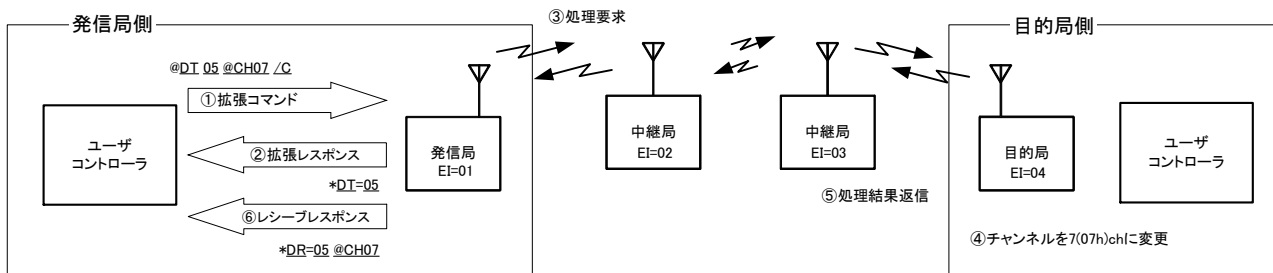 発信局側
@DT 05 @CH07 /C
①拡張コマンド
ユーザ
コントローラ
②拡張レスポンス
*DT=05
⑥レシーブレスポンス
*DR=05 @CH07
発信局
EI=01
③処理要求
中継局
EI=02
中継局
EI=03
⑤処理結果返信
目的局側
目的局
EI=04
ユーザ
コントローラ
④チャンネルを7(07h)chに変更